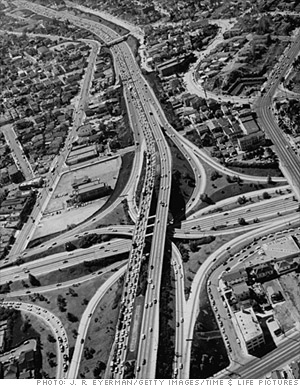 PHOTO: J. R. EYERMAN/GETTY IMAGES/TIME & LIFE PICTURES